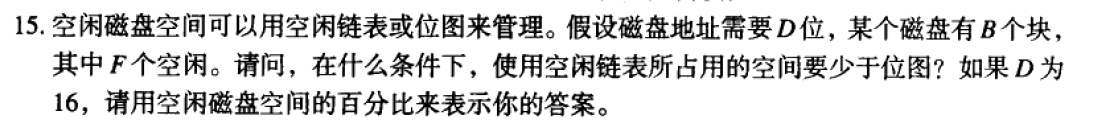 15. 空闲磁盘空间可以用空闲链表或位图来管理。假设磁盘地址需要D位，某个磁盘有B个块，
其中F个空闲。请问，在什么条件下，使用空闲链表所占用的空间要少于位图？如果D为
16，请用空闲磁盘空间的百分比来表示你的答案。